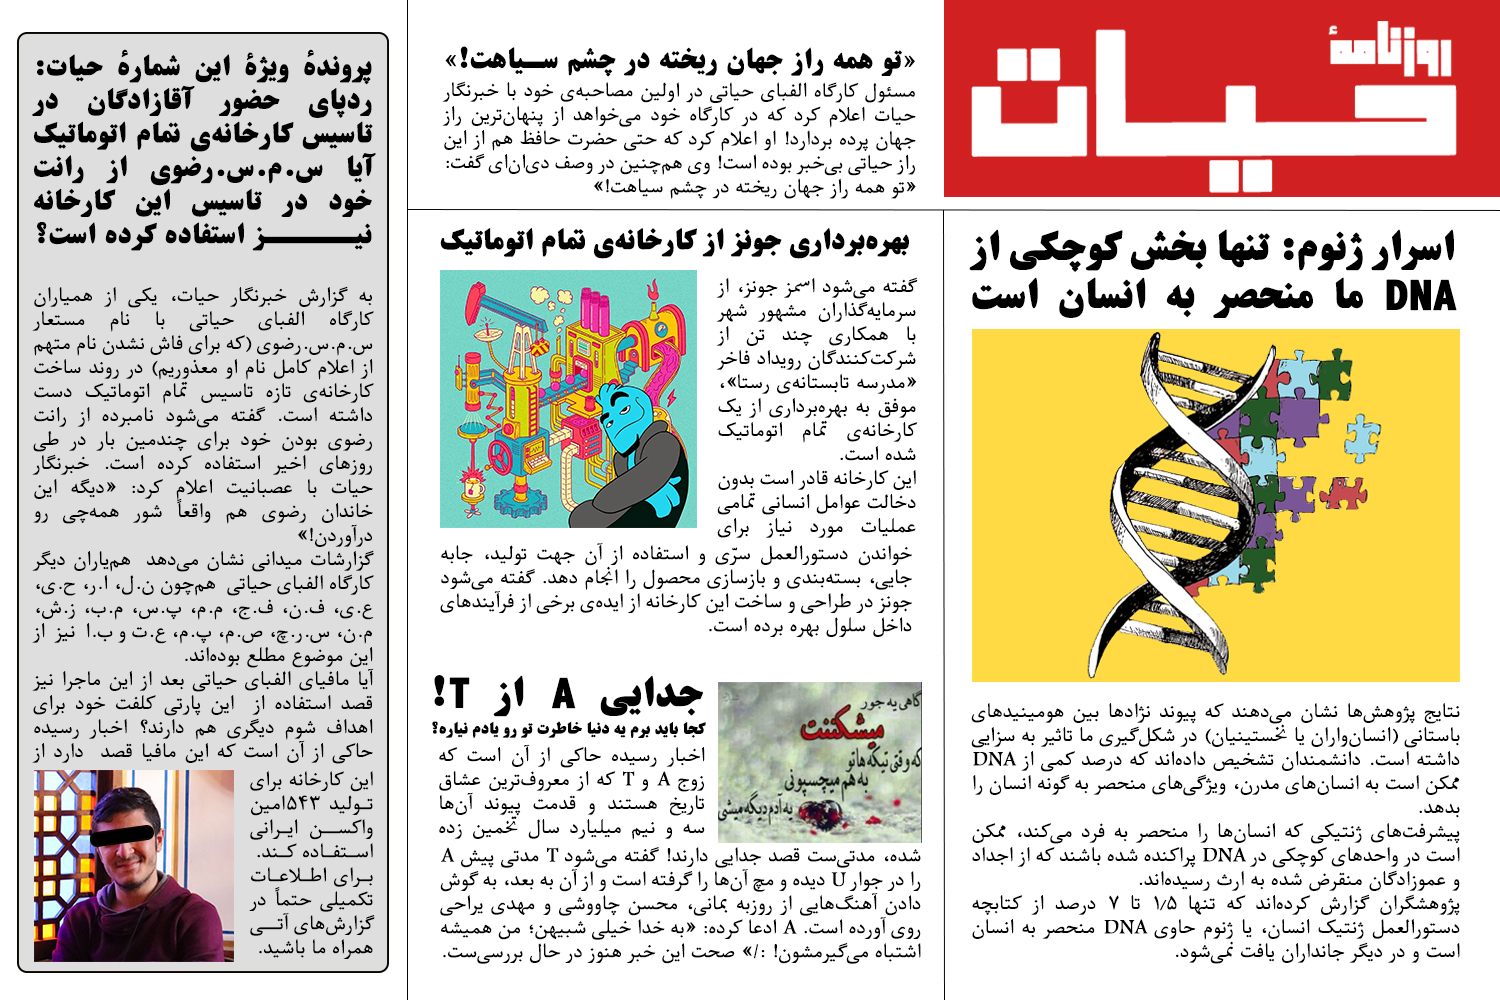 روزنامهٔ
حیات
«تو همه راز جهان ریخته در چشم سیاهت!»
مسئول کارگاه الفبای حیاتی در اولین مصاحبه‌ی خود با خبرنگار
حیات اعلام کرد که در کارگاه خود می‌خواهد از پنهان‌ترین راز
جهان پرده بردارد! او اعلام کرد که حتی حضرت حافظ هم از این
راز حیاتی بی‌خبر بوده است! وی هم‌چنین در وصف دی‌ان‌ای گفت:
«تو همه راز جهان ریخته در چشم سیاهت!»
اسرار ژنوم: تنها بخش کوچکی از
DNA ما منحصر به انسان است
نتایج پژوهش‌ها نشان می‌دهند که پیوند نژادها بین هومینیدهای
باستانی (انسان‌واران یا نخستینیان) در شکل‌گیری ما تاثیر به سزایی
داشته است. دانشمندان تشخیص داده‌اند که درصد کمی از DNA
ممکن است به انسان‌های مدرن، ویژگی‌های منحصر به گونه انسان را
بدهد.
پیشرفت‌های ژنتیکی که انسان‌ها را منحصر به فرد می‌کند، ممکن
است در واحدهای کوچکی در DNA پراکنده شده باشند که از اجداد
و عموزادگان منقرض شده به ارث رسیده‌اند.
پژوهشگران گزارش کرده‌اند که تنها ۱/۵ تا ۷ درصد از کتابچه
دستورالعمل ژنتیک انسان، یا ژنوم حاوی DNA منحصر به انسان
است و در دیگر جانداران یافت نمی‌شود.
بهره‌برداری جونز از کارخانه‌ی تمام اتوماتیک
گفته می‌شود اسمز جونز، از
سرمایه‌گذاران مشهور شهر
با همکاری چند تن از
شرکت‌کنندگان رویداد فاخر
«مدرسه تابستانه‌ی رستا»،
موفق به بهره‌برداری از یک
کارخانه‌ی تمام اتوماتیک
شده است.
این کارخانه قادر است بدون
دخالت عوامل انسانی تمامی
عملیات مورد نیاز برای
خواندن دستورالعمل سرّی و استفاده از آن جهت تولید، جابه
جایی، بسته‌بندی و بازسازی محصول را انجام دهد. گفته می‌شود
جونز در طراحی و ساخت این کارخانه از ایده‌ی برخی از فرآیندهای
داخل سلول بهره برده است.
جدایی A از T!
کجا باید برم یه دنیا خاطرت تو رو یادم نیاره؟
گاهی یه جور
میشکننت
که وقتی تیکه هاتو
به هم میچسبونی
یه آدم دیگه میشی
اخبار رسیده حاکی از آن است که
زوج A و T که از معروف‌ترین عشاق
تاریخ هستند و قدمت پیوند آن‌ها
سه و نیم میلیارد سال تخمین زده
شده، مدتی‌ست قصد جدایی دارند! گفته می‌شود T مدتی پیش A
را در جوار U دیده و مچ آن‌ها را گرفته است و از آن به بعد، به گوش
دادن آهنگ‌هایی از روزبه بمانی، محسن چاووشی و مهدی یراحی
روی آورده است. A ادعا کرده: «به خدا خیلی شبیهن؛ من همیشه
اشتباه می‌گیرمشون! :/» صحت این خبر هنوز در حال بررسی‌ست.
پروندهٔ ویژهٔ این شمارهٔ حیات:
ردپای حضور آقازادگان در
تاسیس کارخانه‌ی تمام اتوماتیک
آیا س.م.س.رضوی از رانت
خود در تاسیس این کارخانه
نیز استفاده کرده است؟
به گزارش خبرنگار حیات، یکی از همیاران
کارگاه الفبای حیاتی با نام مستعار
س.م.س.رضوی (که برای فاش نشدن نام متهم
از اعلام کامل نام او معذوریم) در روند ساخت
کارخانه‌ی تازه تاسیس تمام اتوماتیک دست
داشته است. گفته می‌شود نامبرده از رانت
رضوی بودن خود برای چندمین بار در طی
روزهای اخیر استفاده کرده است. خبرنگار
حیات با عصبانیت اعلام کرد: «دیگه این
خاندان رضوی هم واقعاً شور همه‌چی رو
درآوردن!»
گزارشات میدانی نشان می‌دهد هم‌یاران دیگر
کارگاه الفبای حیاتی هم‌چون ن.ل، ا.ر، ح.ی،
ع.ی، ف.ن، ف.ج، م.م، پ.س، م.ب، ز.ش،
م.ن، س.ر.چ، ص.م، پ.م، ع.ت و ب.ا نیز از
این موضوع مطلع بوده‌اند.
آیا مافیای الفبای حیاتی بعد از این ماجرا نیز
قصد استفاده از این پارتی کلفت خود برای
اهداف شوم دیگری هم دارند؟ اخبار رسیده
حاکی از آن است که این مافیا قصد دارد از
این کارخانه برای
تولید ۵۴۳امین
واکسن ایرانی
استفاده کند.
برای اطلاعات
تکمیلی حتماً در
گزارش‌های آتی
همراه ما باشید.